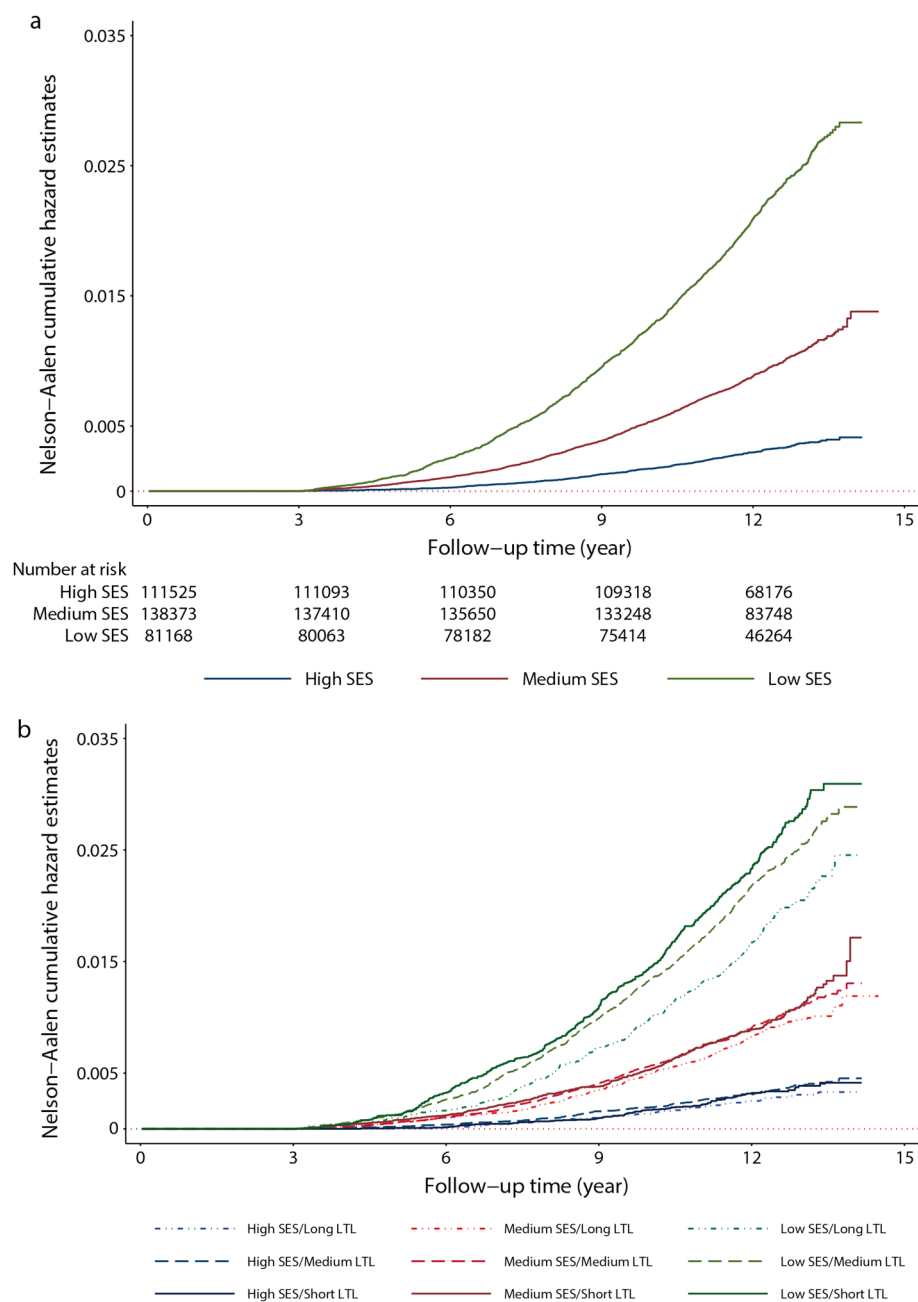 a
Nelson−Aalen cumulative hazard estimates
0.035
0.025
0.015
0.005
0
0 3 6 9 12 15
Follow−up time (year)
Number at risk
High SES 111525 111093 110350 109318 68176
Medium SES 138373 137410 135650 133248 83748
Low SES 81168 80063 78182 75414 46264
High SES Medium SES Low SES
b
Nelson−Aalen cumulative hazard estimates
0.035
0.025
0.015
0.005
0
0 3 6 9 12 15
Follow−up time (year)
High SES/Long LTL Medium SES/Long LTL Low SES/Long LTL
High SES/Medium LTL Medium SES/Medium LTL Low SES/Medium LTL
High SES/Short LTL Medium SES/Short LTL Low SES/Short LTL